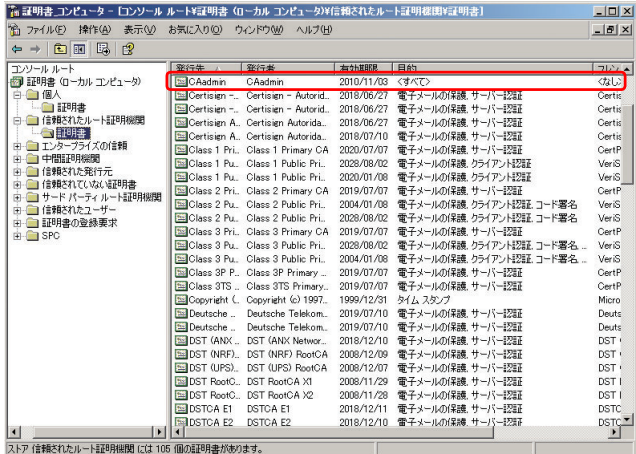 証明書_コンピュータ - [コンソール ルート¥証明書 (ローカル コンピュータ)¥信頼されたルート証明機関¥証明書]
ファイル(F) 操作(A) 表示(V) お気に入り(O) ウィンドウ(W) ヘルプ(H)
コンソール ルート
証明書 (ローカル コンピュータ)
個人
証明書
信頼されたルート証明機関
証明書
エンタープライズの信頼
中間証明機関
信頼された発行元
信頼されていない証明書
サード パーティ ルート証明機関
信頼されたユーザー
証明書の登録要求
SPC
発行先 発行者 有効期限 目的 フレン
CAadmin CAadmin 2010/11/03 <すべて> <なし>
Certisign -... Certisign - Autorid... 2018/06/27 電子メールの保護, サーバー認証 Certis
Certisign -... Certisign - Autorid... 2018/06/27 電子メールの保護, サーバー認証 Certis
Certisign A... Certisign Autorida... 2018/06/27 電子メールの保護, サーバー認証 Certis
Certisign A... Certisign Autorida... 2018/07/10 電子メールの保護, サーバー認証 Certis
Class 1 Pri... Class 1 Primary CA 2020/07/07 電子メールの保護, サーバー認証 CertP
Class 1 Pu... Class 1 Public Pri... 2028/08/02 電子メールの保護, クライアント認証 VeriS
Class 1 Pu... Class 1 Public Pri... 2020/01/08 電子メールの保護, クライアント認証 VeriS
Class 2 Pri... Class 2 Primary CA 2019/07/07 電子メールの保護, サーバー認証 CertP
Class 2 Pu... Class 2 Public Pri... 2004/01/08 電子メールの保護, クライアント認証, コード署名 VeriS
Class 2 Pu... Class 2 Public Pri... 2028/08/02 電子メールの保護, クライアント認証, コード署名 VeriS
Class 3 Pri... Class 3 Primary CA 2019/07/07 電子メールの保護, サーバー認証 CertP
Class 3 Pu... Class 3 Public Pri... 2028/08/02 電子メールの保護, クライアント認証, コード署名, ... VeriS
Class 3 Pu... Class 3 Public Pri... 2004/01/08 電子メールの保護, クライアント認証, コード署名, ... VeriS
Class 3P P... Class 3P Primary ... 2019/07/07 電子メールの保護, サーバー認証 CertP
Class 3TS ... Class 3TS Primary... 2019/07/07 電子メールの保護, サーバー認証 CertP
Copyright (... Copyright (c) 1997... 1999/12/31 タイム スタンプ Micro
Deutsche ... Deutsche Telekom... 2019/07/10 電子メールの保護, サーバー認証 Deuts
Deutsche ... Deutsche Telekom... 2019/07/10 電子メールの保護, サーバー認証 Deuts
DST (ANX ... DST (ANX Networ... 2018/12/10 電子メールの保護, サーバー認証 DST
DST (NRF)... DST (NRF) RootCA 2008/12/09 電子メールの保護, サーバー認証 DST
DST (UPS)... DST (UPS) RootCA 2008/12/07 電子メールの保護, サーバー認証 DST
DST RootC... DST RootCA X1 2008/11/29 電子メールの保護, サーバー認証 DST
DST RootC... DST RootCA X2 2008/11/28 電子メールの保護, サーバー認証 DST
DSTCA E1 DSTCA E1 2018/12/11 電子メールの保護, サーバー認証 DSTC
DSTCA E2 DSTCA E2 2018/12/10 電子メールの保護, サーバー認証 DSTC
ストア 信頼されたルート証明機関 には 105 個の証明書があります。